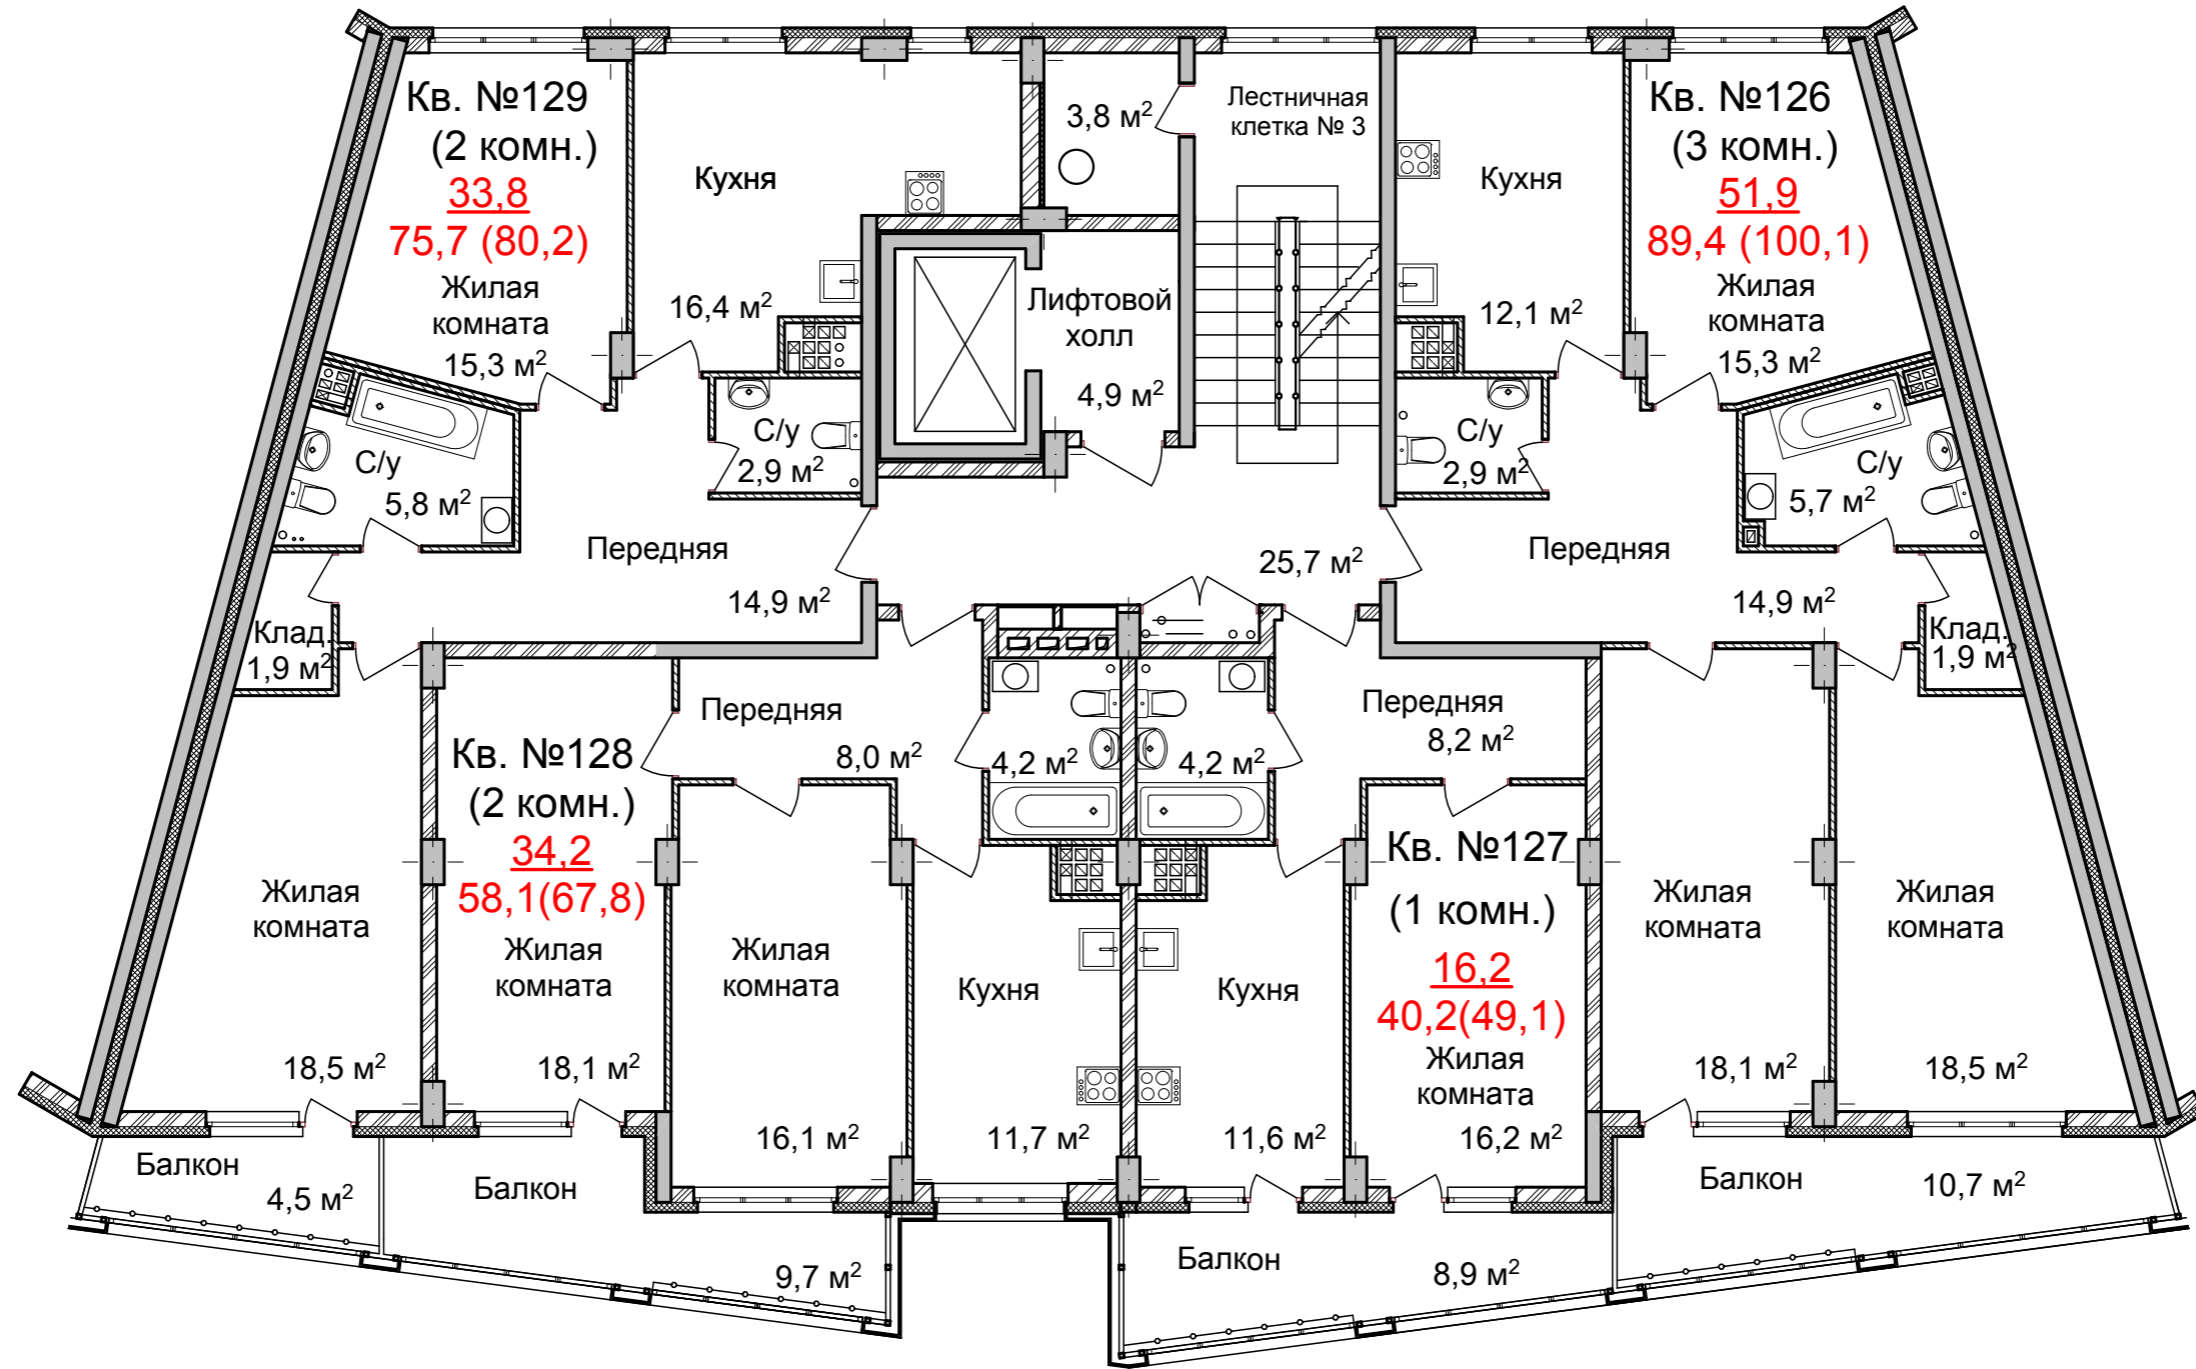 Кв. №129
(2 комн.)
33,8
75,7 (80,2)
Жилая
комната
15,3 м²
Кухня
16,4 м²
3,8 м²
Лестничная
клетка № 3
Лифтовой
холл
4,9 м²
Кухня
12,1 м²
Кв. №126
(3 комн.)
51,9
89,4 (100,1)
Жилая
комната
15,3 м²
С/у
5,8 м²
С/у
2,9 м²
С/у
2,9 м²
С/у
5,7 м²
Передняя
14,9 м²
25,7 м²
Передняя
14,9 м²
Клад.
1,9 м²
Клад.
1,9 м²
Передняя
8,0 м²
4,2 м²
4,2 м²
Передняя
8,2 м²
Кв. №128
(2 комн.)
34,2
58,1(67,8)
Жилая
комната
18,1 м²
Жилая
комната
18,5 м²
Жилая
комната
16,1 м²
Кухня
11,7 м²
Кухня
11,6 м²
Кв. №127
(1 комн.)
16,2
40,2(49,1)
Жилая
комната
16,2 м²
Жилая
комната
18,1 м²
Жилая
комната
18,5 м²
Балкон
4,5 м²
Балкон
9,7 м²
Балкон
8,9 м²
Балкон
10,7 м²